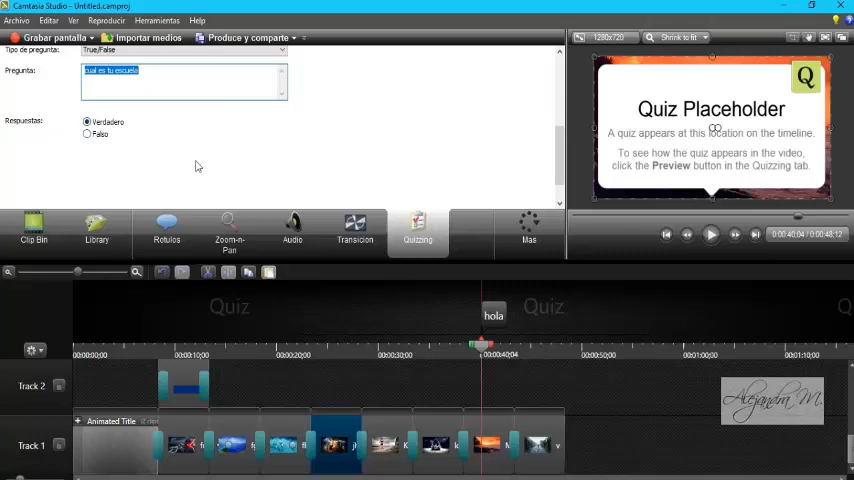 Camtasia Studio - Untitled.camproj
Archivo Editar Ver Reproducir Herramientas Help
Grabar pantalla Importar medios Produce y comparte
1280x720 Shrink to fit
Tipo de pregunta: True/False
Pregunta: cual es tu escuela
Respuestas: Verdadero
Falso
Q
Quiz Placeholder
A quiz appears at this location on the timeline.
To see how the quiz appears in the video,
click the Preview button in the Quizzing tab.
Clip Bin Library Rotulos Zoom-n-Pan Audio Transicion Quizzing Mas
0:00:40;04 / 0:00:48;12
Quiz Quiz Q
hola
00:00:00;00 00:00:10;00 00:00:20;00 00:00:30;00 00:00:40;04 00:00:50;00 00:01:00;00 00:01:10;00
Track 2
Alejandra M.
Animated Title
Track 1